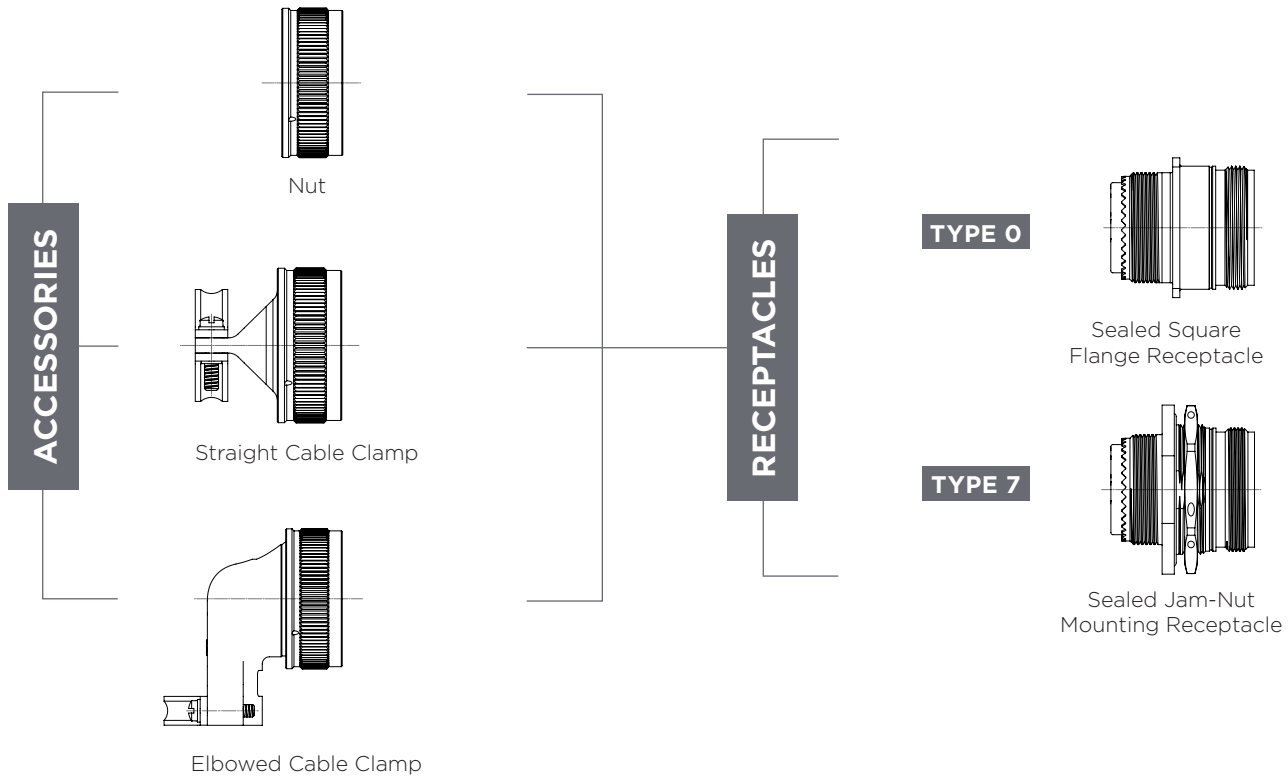 ACCESSORIES
Nut
Straight Cable Clamp
Elbowed Cable Clamp
RECEPTACLES
TYPE 0
Sealed Square
Flange Receptacle
TYPE 7
Sealed Jam-Nut
Mounting Receptacle